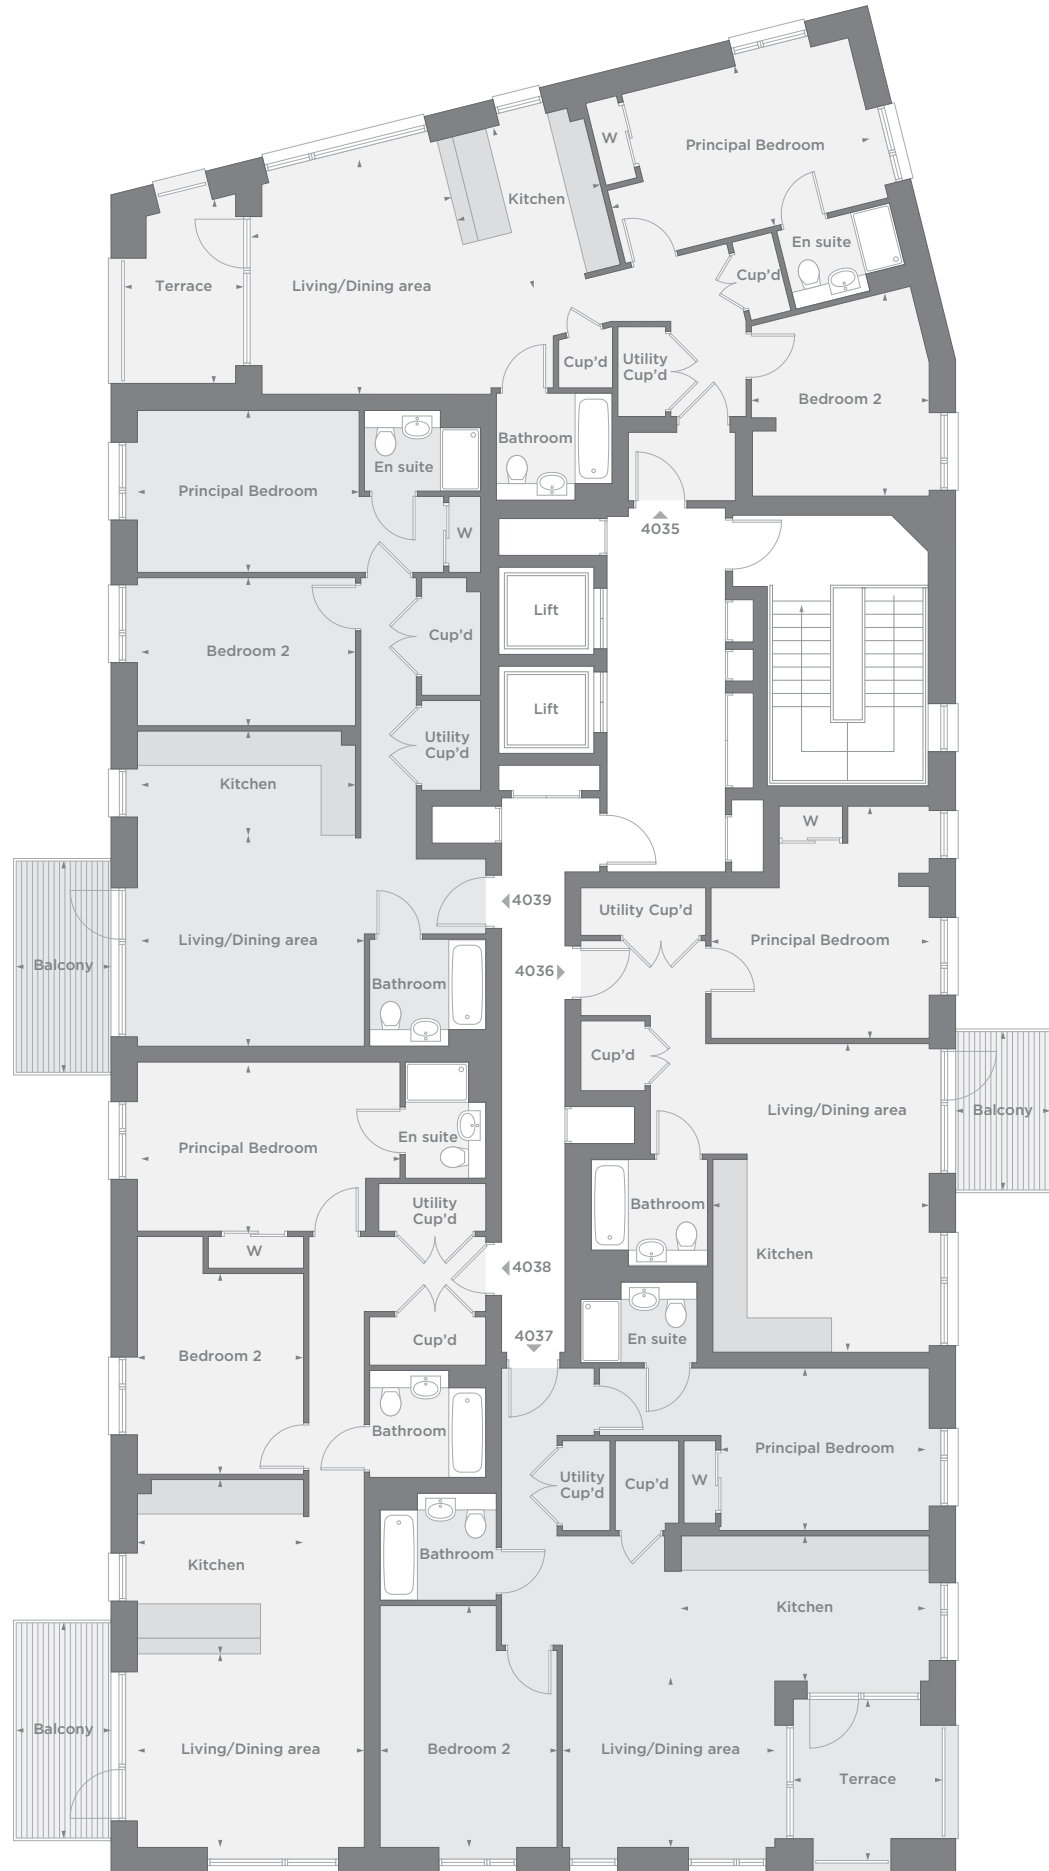 Principal Bedroom
W
Kitchen
En suite
Cup'd
Terrace
Living/Dining area
Cup'd
Utility
Cup'd
Bedroom 2
Bathroom
En suite
Principal Bedroom
W
4035
Lift
Cup'd
Bedroom 2
Lift
Utility
Cup'd
Kitchen
W
4039
Utility Cup'd
Living/Dining area
Principal Bedroom
Balcony
4036
Bathroom
Cup'd
Living/Dining area
Balcony
En suite
Principal Bedroom
Utility
Cup'd
Bathroom
W
Kitchen
4038
4037
Cup'd
En suite
Bedroom 2
Bathroom
Principal Bedroom
Utility
Cup'd
Cup'd
W
Bathroom
Kitchen
Kitchen
Balcony
Living/Dining area
Bedroom 2
Living/Dining area
Terrace